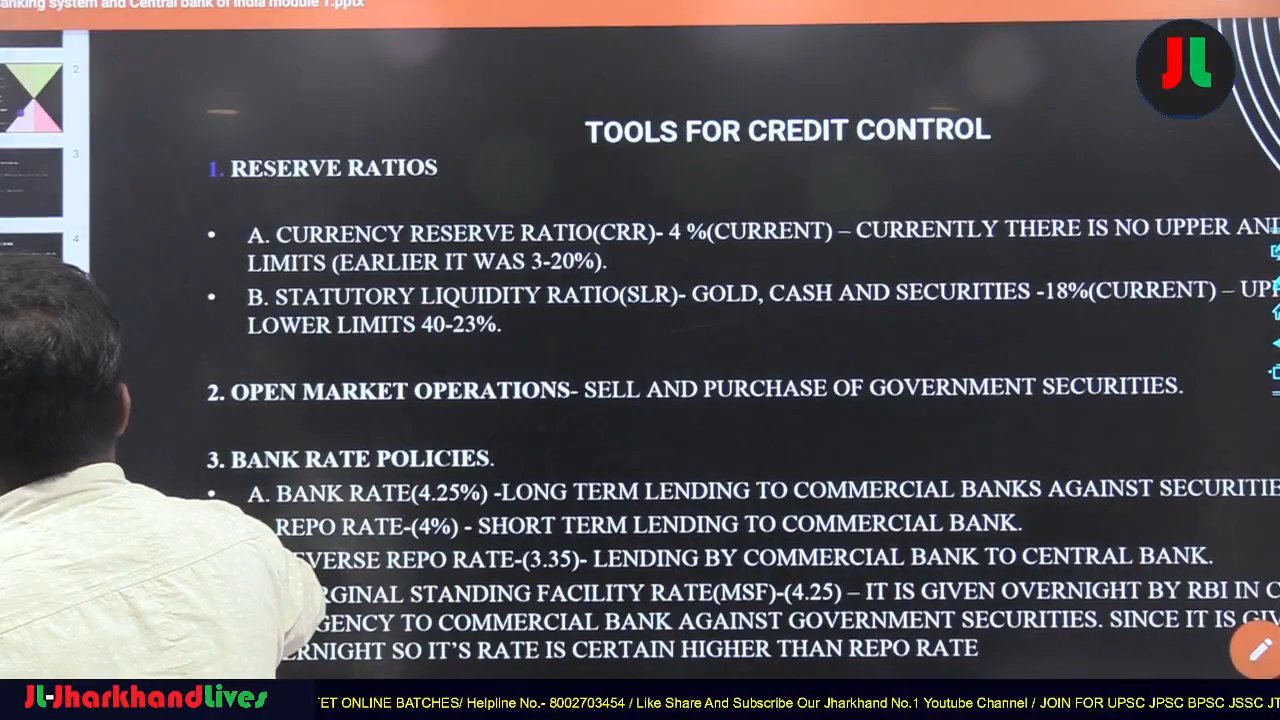 anking system and Central bank of India module 1.pptx
JL
2
TOOLS FOR CREDIT CONTROL
3
1. RESERVE RATIOS
4
• A. CURRENCY RESERVE RATIO(CRR)- 4 %(CURRENT) – CURRENTLY THERE IS NO UPPER AND
LIMITS (EARLIER IT WAS 3-20%).
• B. STATUTORY LIQUIDITY RATIO(SLR)- GOLD, CASH AND SECURITIES -18%(CURRENT) – UPP
LOWER LIMITS 40-23%.
2. OPEN MARKET OPERATIONS- SELL AND PURCHASE OF GOVERNMENT SECURITIES.
3. BANK RATE POLICIES.
• A. BANK RATE(4.25%) -LONG TERM LENDING TO COMMERCIAL BANKS AGAINST SECURITIE
REPO RATE-(4%) - SHORT TERM LENDING TO COMMERCIAL BANK.
EVERSE REPO RATE-(3.35)- LENDING BY COMMERCIAL BANK TO CENTRAL BANK.
RGINAL STANDING FACILITY RATE(MSF)-(4.25) – IT IS GIVEN OVERNIGHT BY RBI IN C
GENCY TO COMMERCIAL BANK AGAINST GOVERNMENT SECURITIES. SINCE IT IS GIV
ERNIGHT SO IT'S RATE IS CERTAIN HIGHER THAN REPO RATE
JL-JharkhandLives
TET ONLINE BATCHES/ Helpline No.- 8002703454 / Like Share And Subscribe Our Jharkhand No.1 Youtube Channel / JOIN FOR UPSC JPSC BPSC JSSC JT